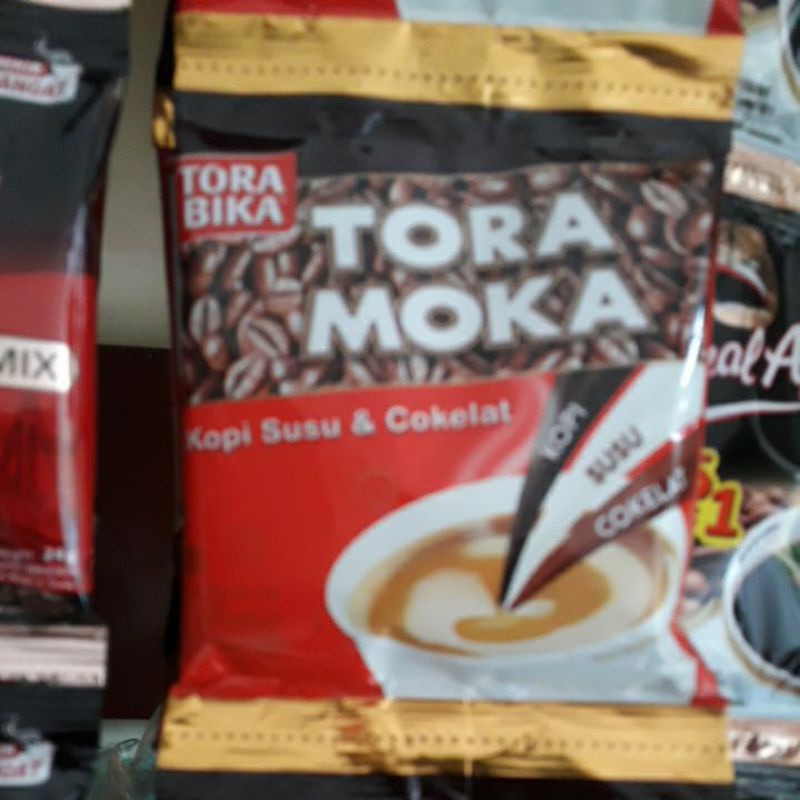 TORA
BIKA
TORA
MOKA
Kopi Susu & Cokelat
KOPI
SUSU
COKELAT
MIX